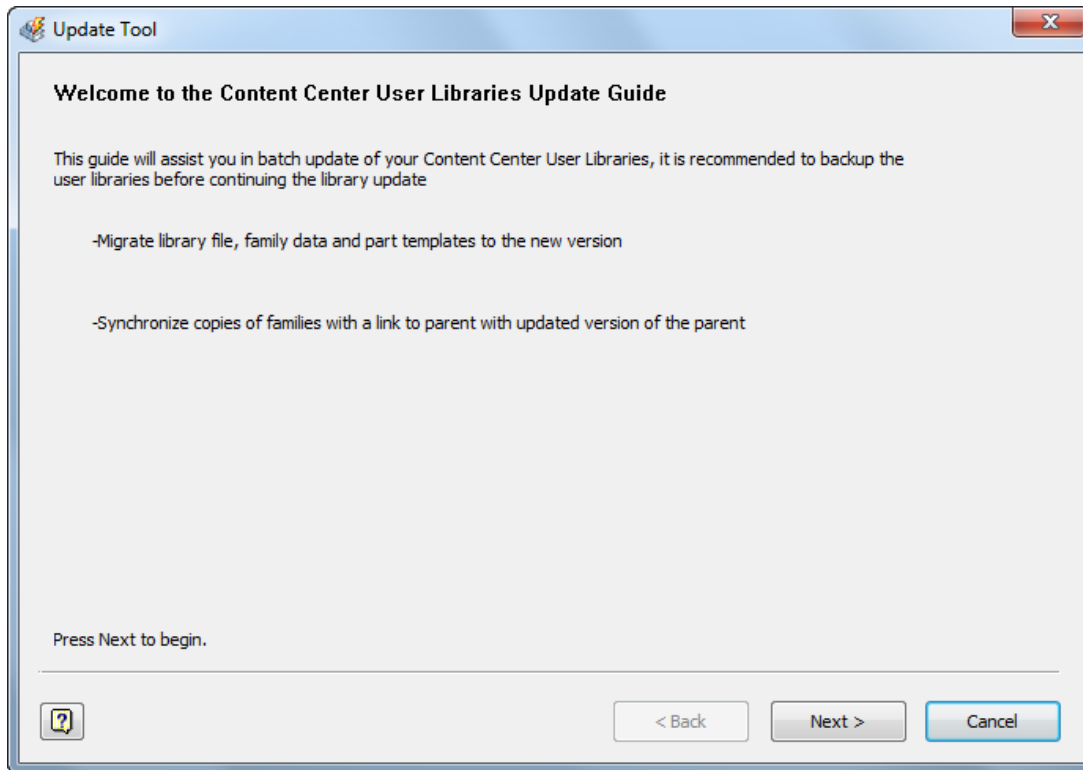 Update Tool
Welcome to the Content Center User Libraries Update Guide
This guide will assist you in batch update of your Content Center User Libraries, it is recommended to backup the
user libraries before continuing the library update
-Migrate library file, family data and part templates to the new version
-Synchronize copies of families with a link to parent with updated version of the parent
Press Next to begin.
< Back Next > Cancel